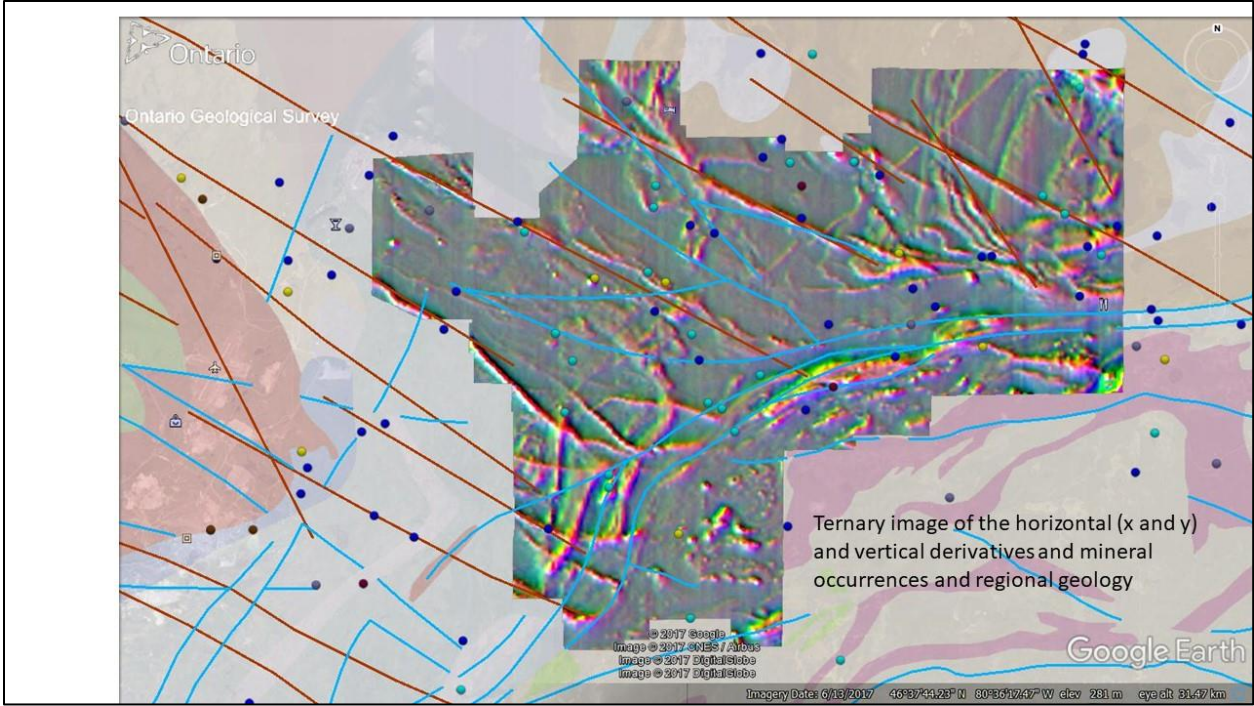 Ontario
Ontario Geological Survey
N
Ternary image of the horizontal (x and y)
and vertical derivatives and mineral
occurrences and regional geology
© 2017 Google
Image © 2017 CNES / Airbus
Image © 2017 DigitalGlobe
Image © 2017 DigitalGlobe
Google Earth
Imagery Date: 6/13/2017 46°37'44.23" N 80°36'17.47" W elev 281 m eye alt 31.47 km